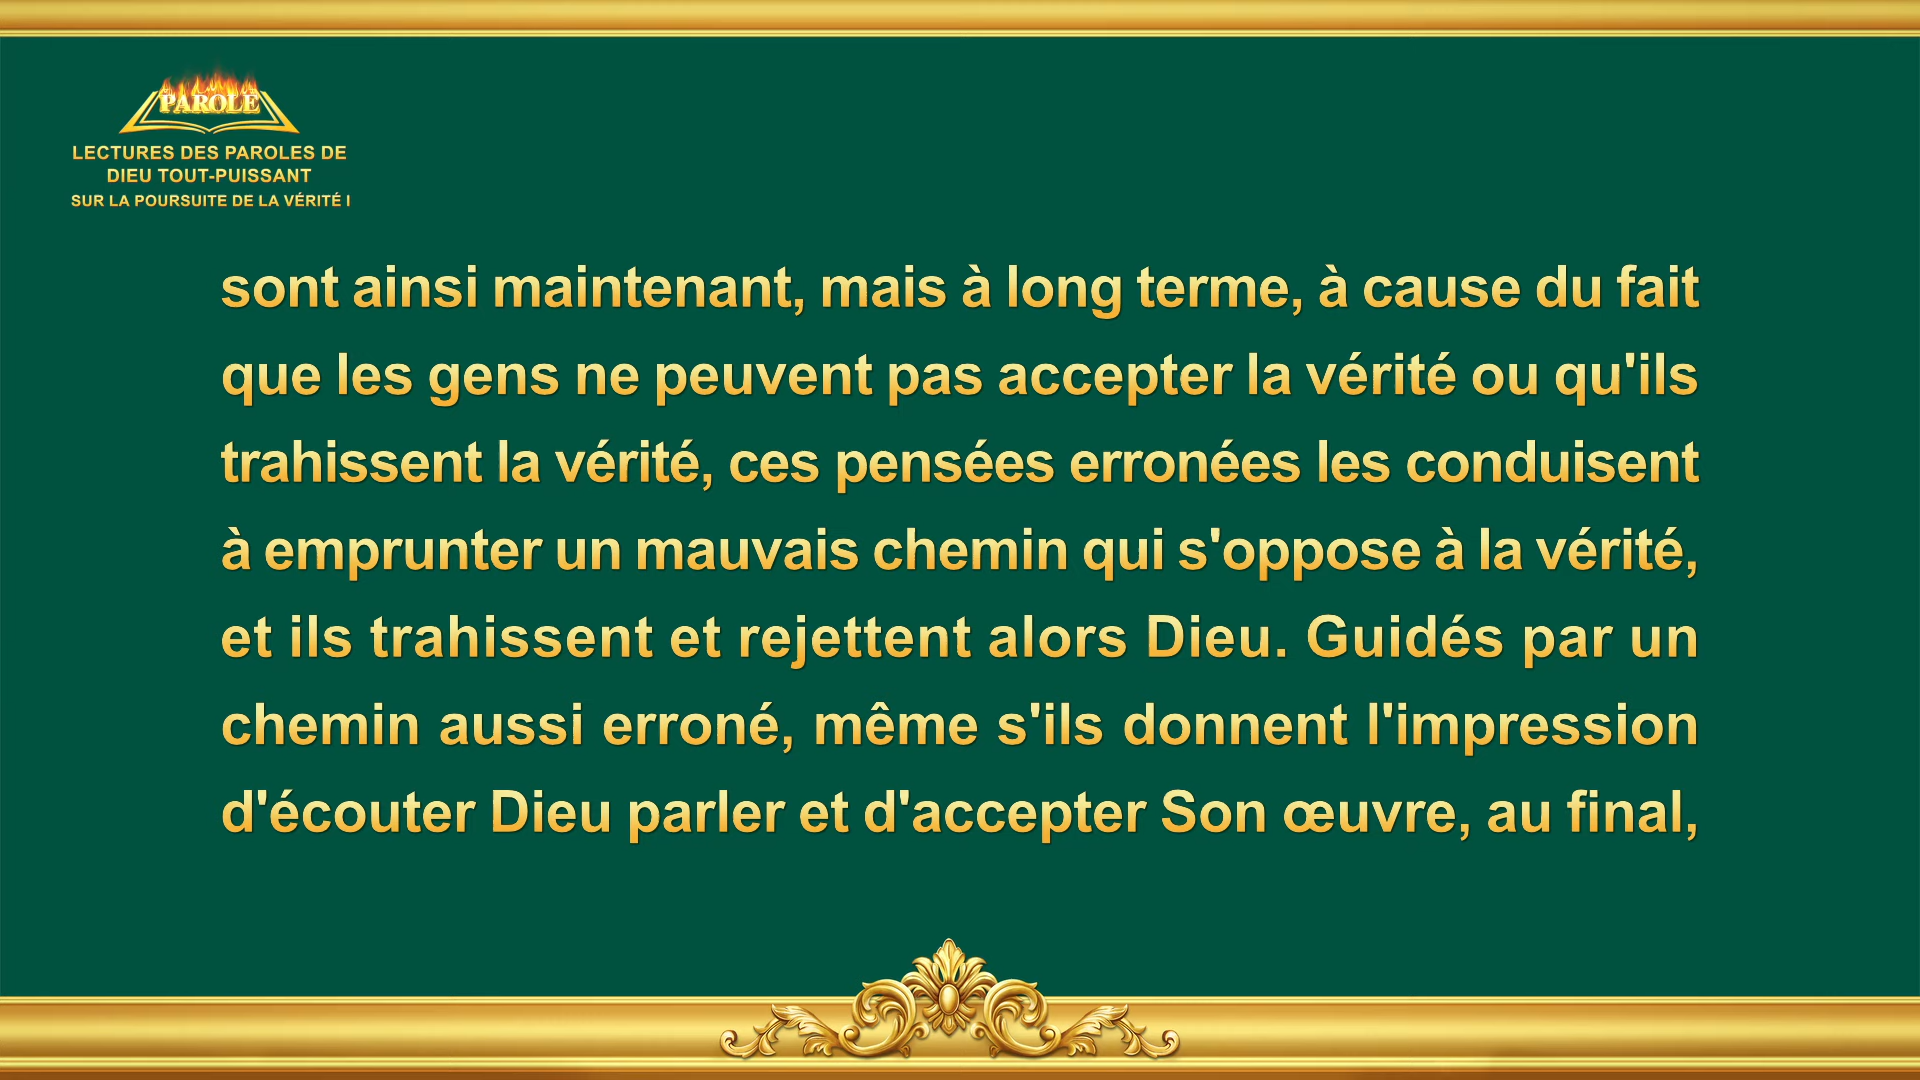 PAROLE
LECTURES DES PAROLES DE
DIEU TOUT-PUISSANT
SUR LA POURSUITE DE LA VÉRITÉ I
sont ainsi maintenant, mais à long terme, à cause du fait
que les gens ne peuvent pas accepter la vérité ou qu'ils
trahissent la vérité, ces pensées erronées les conduisent
à emprunter un mauvais chemin qui s'oppose à la vérité,
et ils trahissent et rejettent alors Dieu. Guidés par un
chemin aussi erroné, même s'ils donnent l'impression
d'écouter Dieu parler et d'accepter Son œuvre, au final,